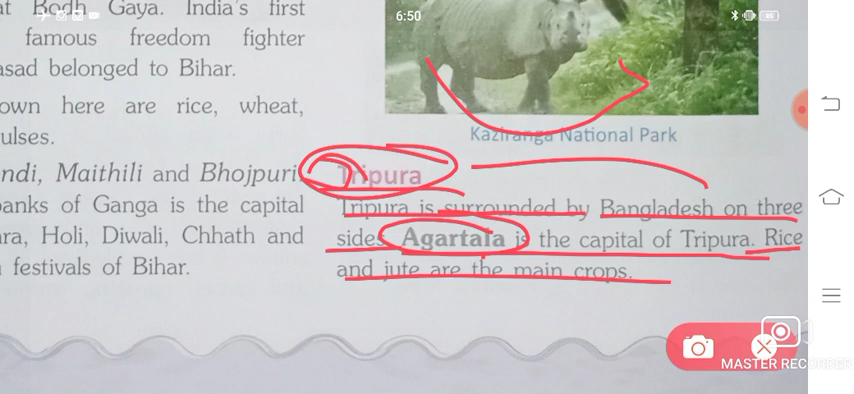 6:50
at Bodh Gaya. India's first
famous freedom fighter
asad belonged to Bihar.
own here are rice, wheat,
ulses.
ndi, Maithili and Bhojpuri.
banks of Ganga is the capital
ara, Holi, Diwali, Chhath and
festivals of Bihar.
Kaziranga National Park
Tripura
Tripura is surrounded by Bangladesh on three
sides. Agartala is the capital of Tripura. Rice
and jute are the main crops.
MASTER RECORDER